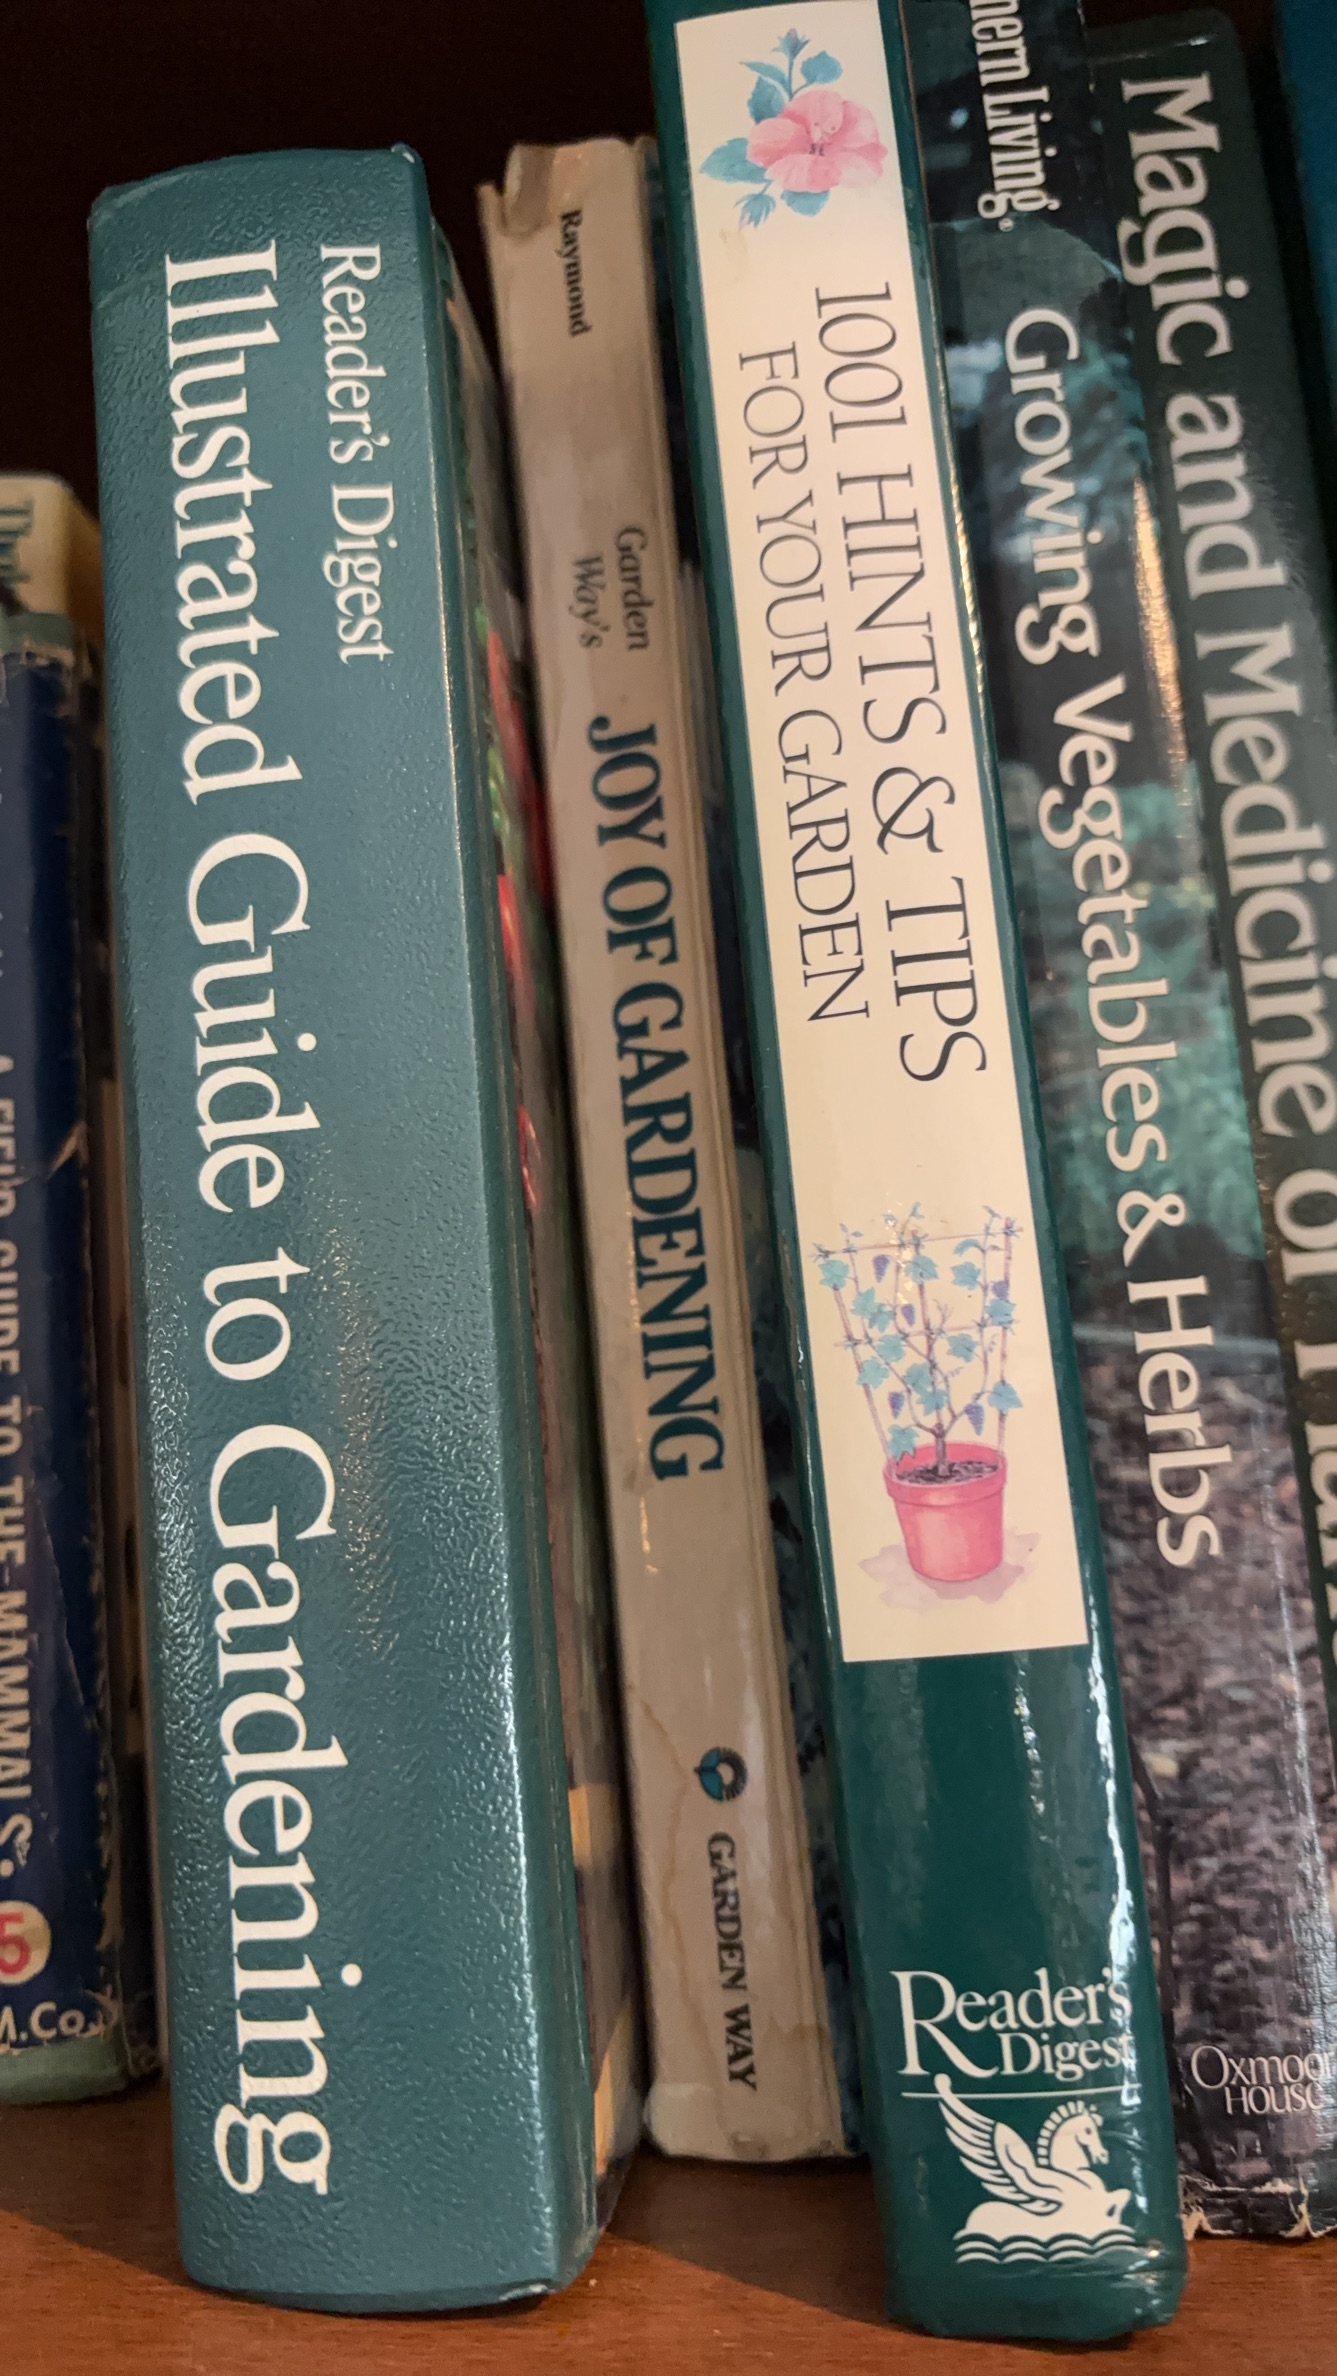 A FIELD GUIDE TO THE MAMMALS
5
M.Co.
Reader's Digest
Illustrated Guide to Gardening
Raymond
Garden
Way's
JOY OF GARDENING
GARDEN WAY
1001 HINTS & TIPS
FOR YOUR GARDEN
Reader's
Digest
hern Living®
Growing Vegetables & Herbs
Oxmoo
HOUSE
Magic and Medicine of Pla